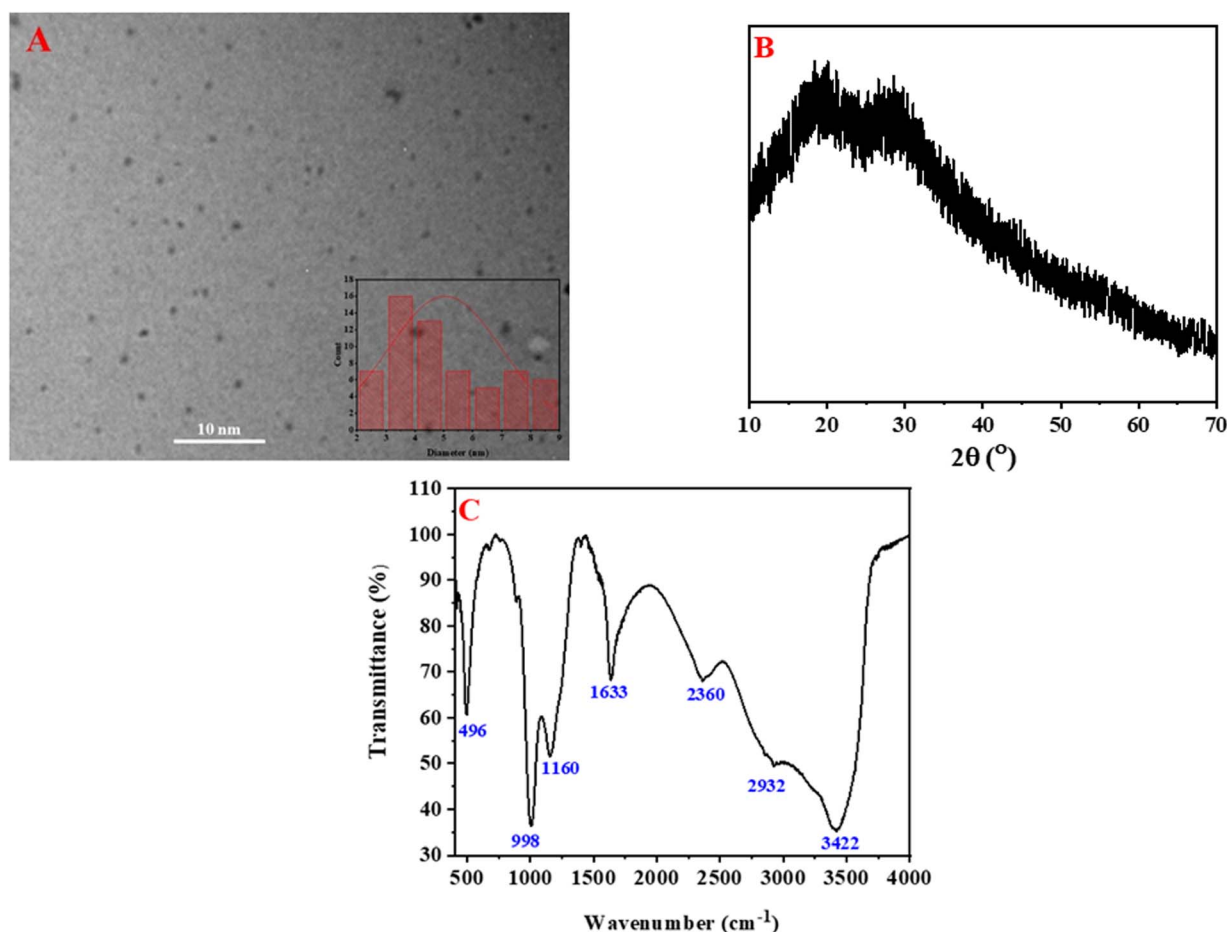 A
18
16
14
12
10
8
6
4
2
0
Count
2 3 4 5 6 7 8 9
Diameter (nm)
10 nm
B
10 20 30 40 50 60 70
2θ (°)
C
110
100
90
80
70
60
50
40
30
Transmittance (%)
496
998
1160
1633
2360
2932
3422
500 1000 1500 2000 2500 3000 3500 4000
Wavenumber (cm⁻¹)